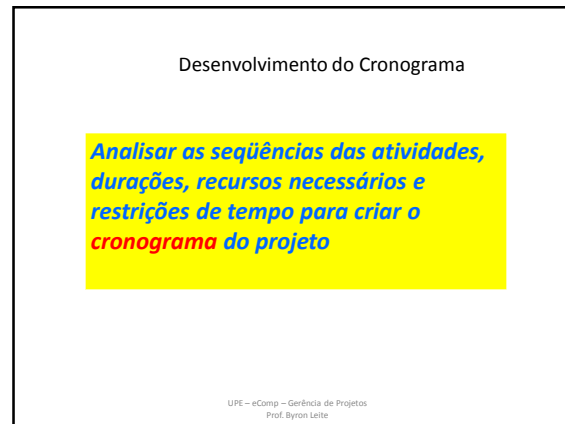 Desenvolvimento do Cronograma
Analisar as seqüências das atividades,
durações, recursos necessários e
restrições de tempo para criar o
cronograma do projeto
UPE – eComp – Gerência de Projetos
Prof. Byron Leite